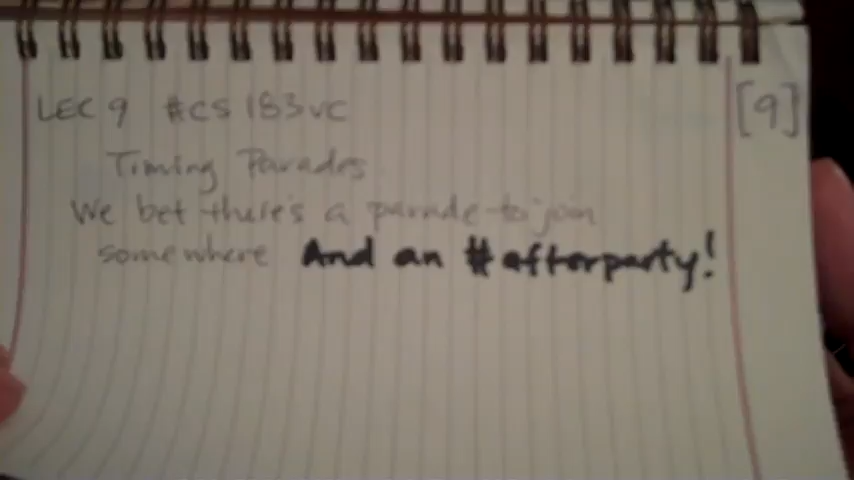 LEC 9 #CS 183VC
[9]
Timing Parades
We bet there's a parade to join
somewhere And an #afterparty!